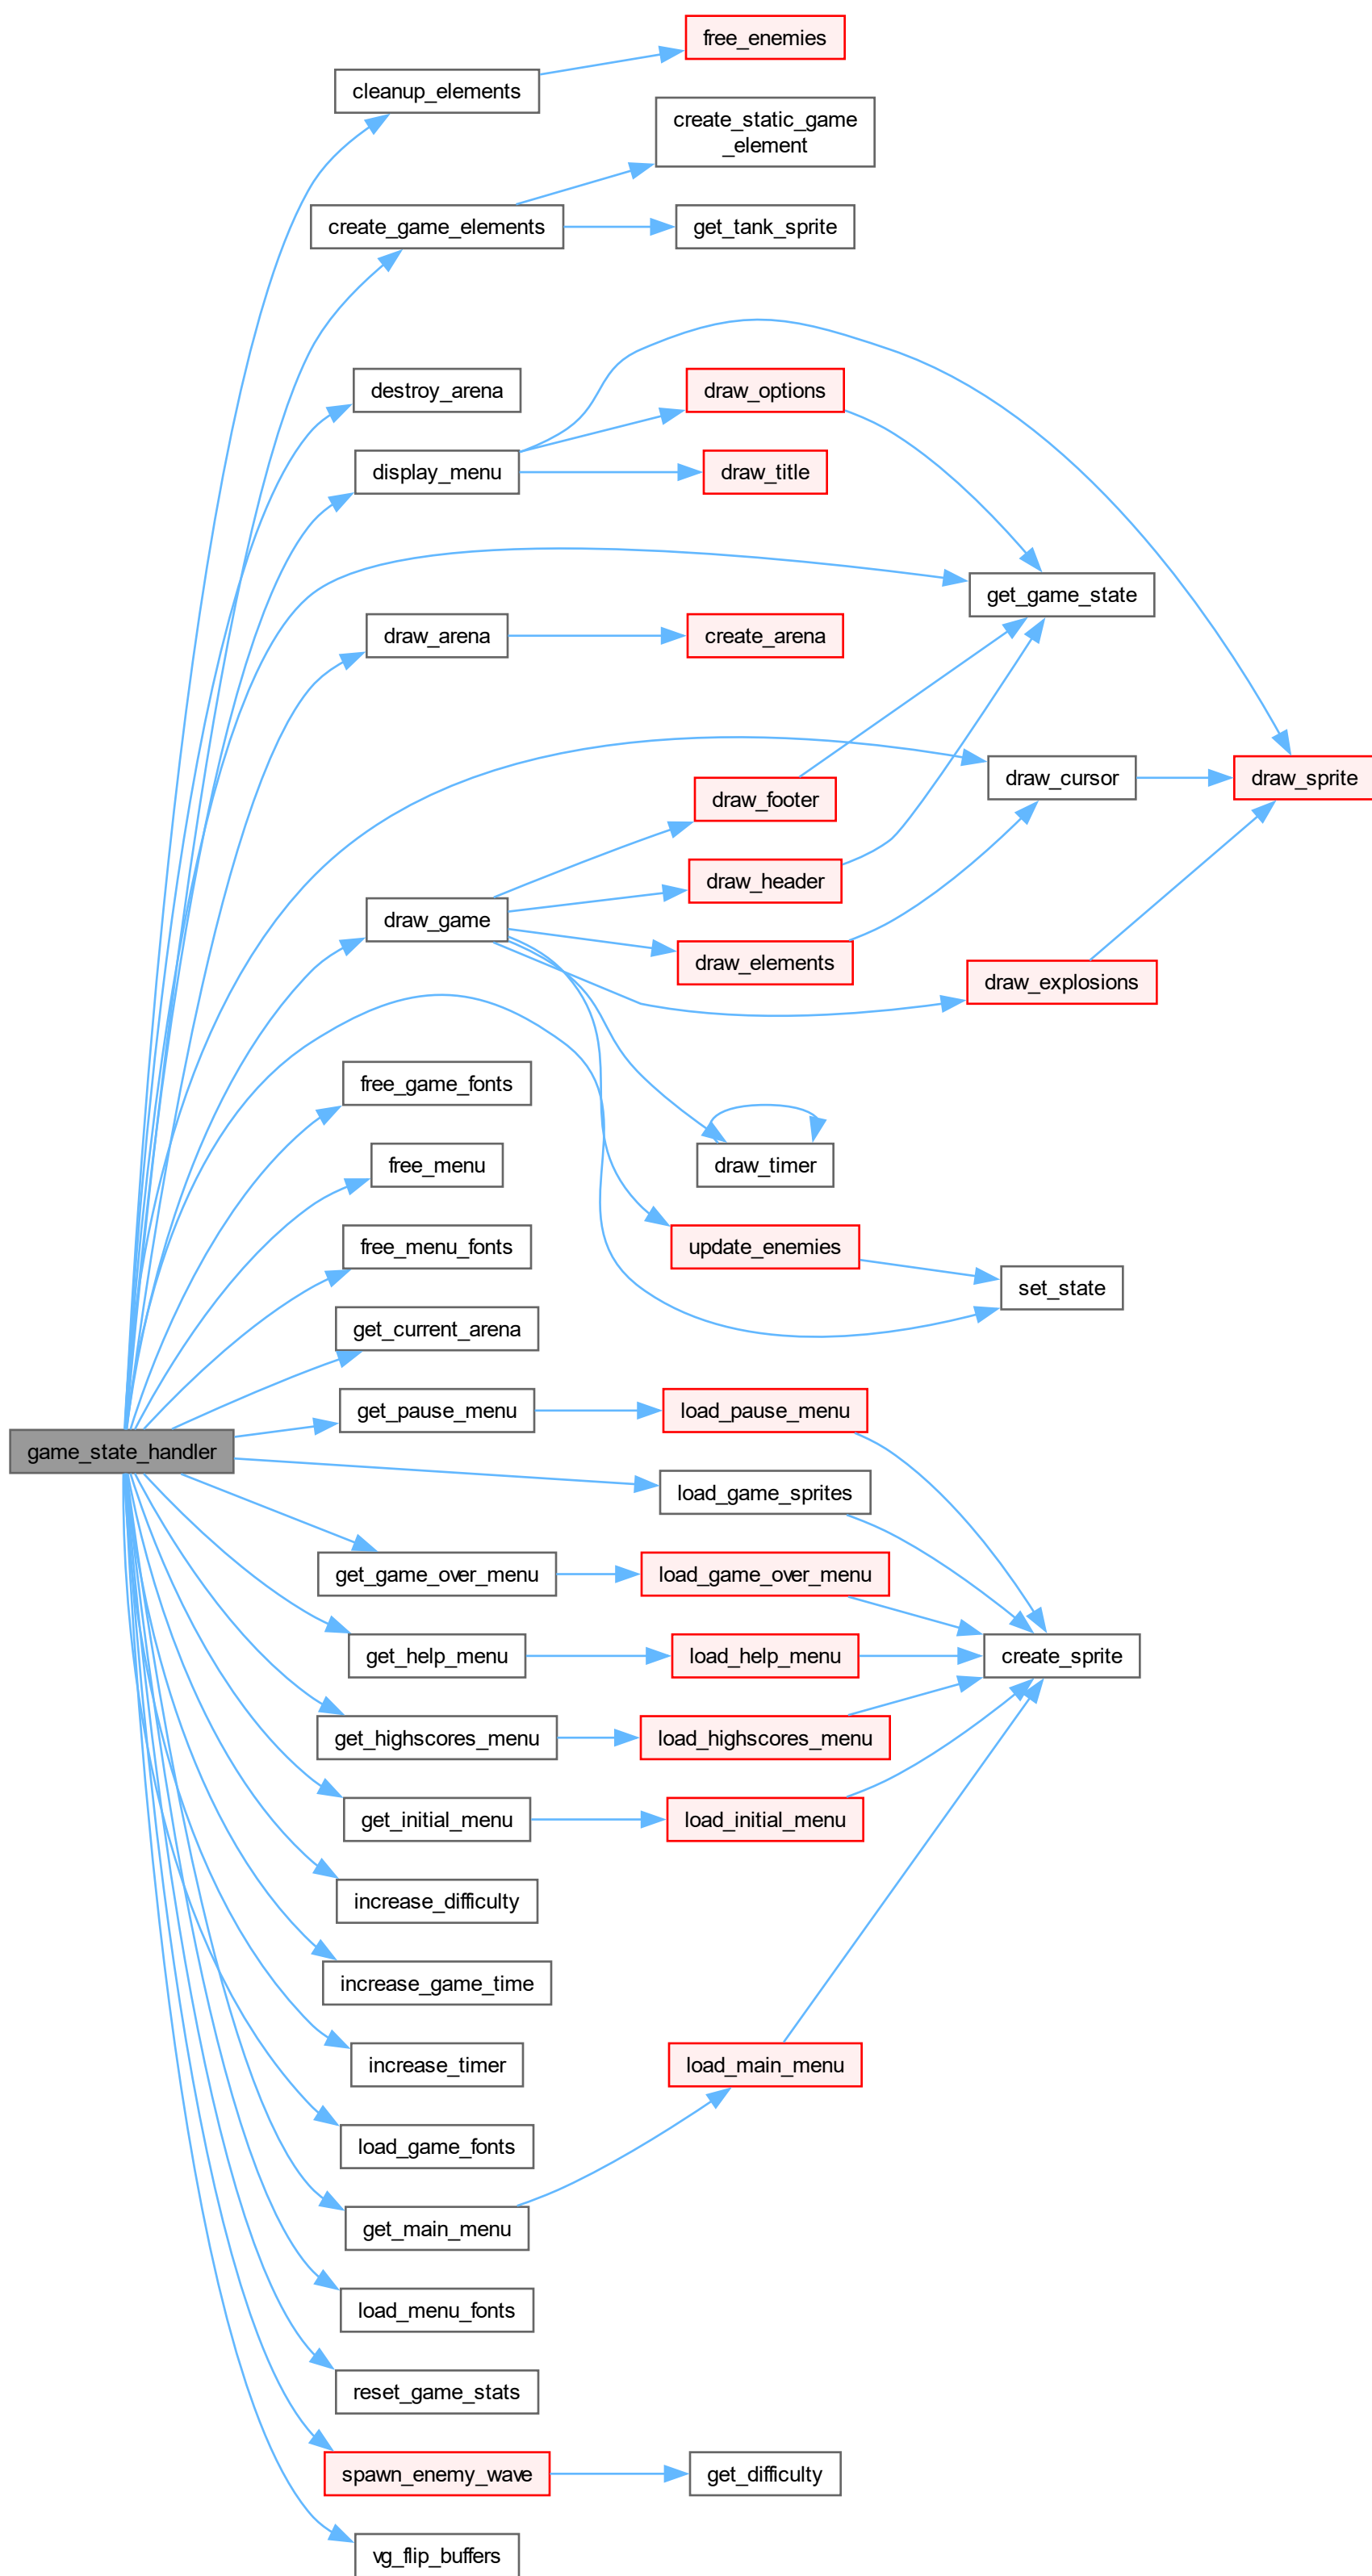 free_enemies
cleanup_elements
create_static_game
_element
create_game_elements
get_tank_sprite
destroy_arena
draw_options
display_menu
draw_title
get_game_state
draw_arena
create_arena
draw_footer
draw_cursor
draw_sprite
draw_header
draw_game
draw_elements
draw_explosions
free_game_fonts
free_menu
draw_timer
free_menu_fonts
update_enemies
set_state
get_current_arena
get_pause_menu
load_pause_menu
game_state_handler
load_game_sprites
get_game_over_menu
load_game_over_menu
get_help_menu
load_help_menu
create_sprite
get_highscores_menu
load_highscores_menu
get_initial_menu
load_initial_menu
increase_difficulty
increase_game_time
increase_timer
load_main_menu
load_game_fonts
get_main_menu
load_menu_fonts
reset_game_stats
spawn_enemy_wave
get_difficulty
vg_flip_buffers